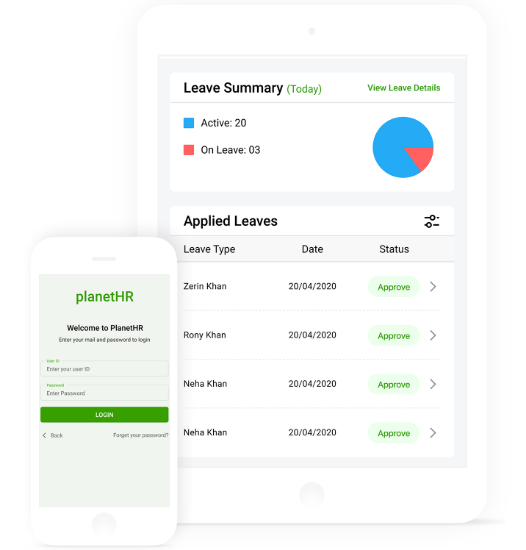 Leave Summary (Today) View Leave Details
Active: 20
On Leave: 03
Applied Leaves
Leave Type Date Status
Zerin Khan 20/04/2020 Approve
Rony Khan 20/04/2020 Approve
Neha Khan 20/04/2020 Approve
Neha Khan 20/04/2020 Approve
planetHR
Welcome to PlanetHR
Enter your mail and password to login
User ID
Enter your user ID
Password
Enter Password
LOGIN
Back Forget your password?